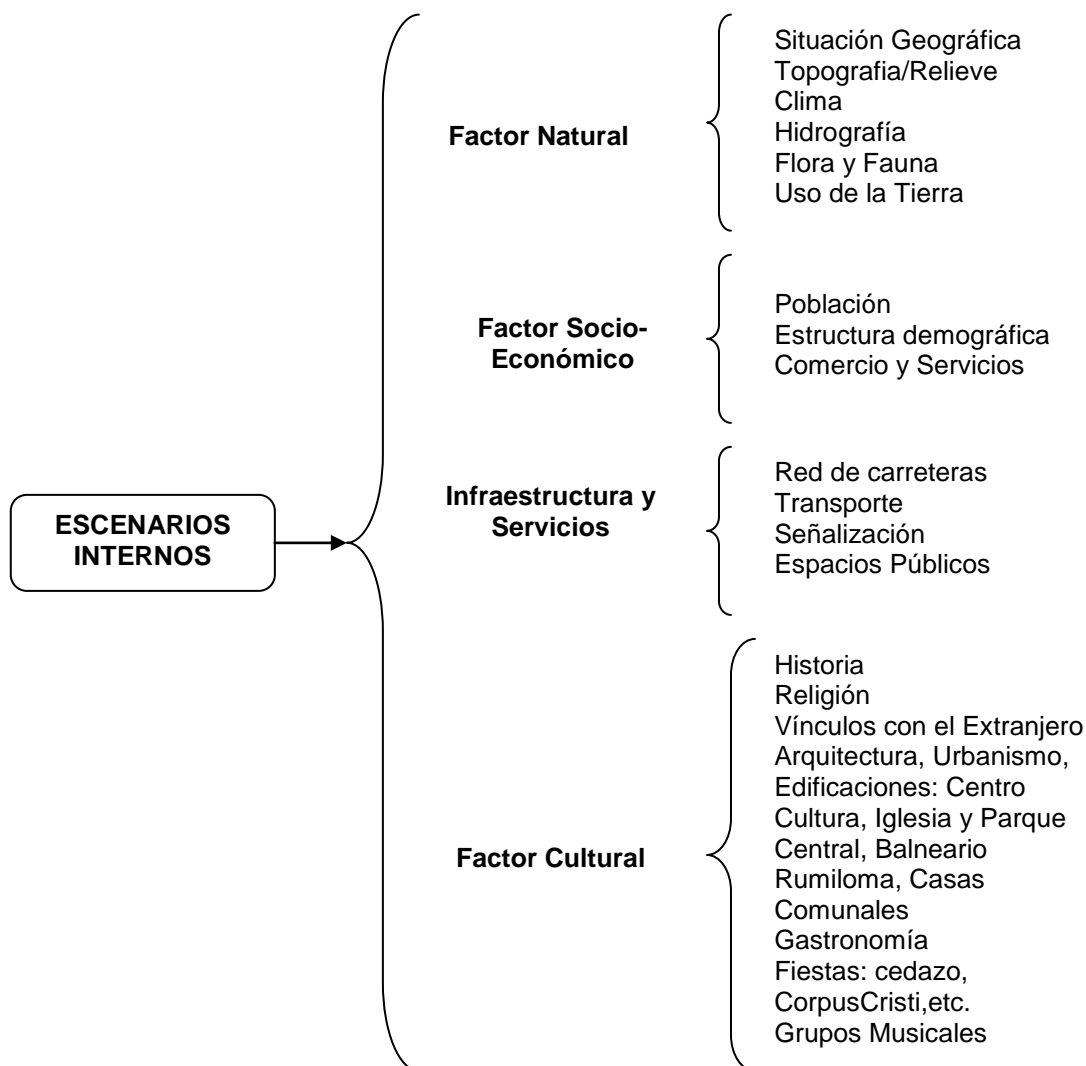 ESCENARIOS
INTERNOS
Factor Natural
Situación Geográfica
Topografia/Relieve
Clima
Hidrografía
Flora y Fauna
Uso de la Tierra
Factor Socio-
Económico
Población
Estructura demográfica
Comercio y Servicios
Infraestructura y
Servicios
Red de carreteras
Transporte
Señalización
Espacios Públicos
Factor Cultural
Historia
Religión
Vínculos con el Extranjero
Arquitectura, Urbanismo,
Edificaciones: Centro
Cultura, Iglesia y Parque
Central, Balneario
Rumiloma, Casas
Comunales
Gastronomía
Fiestas: cedazo,
CorpusCristi,etc.
Grupos Musicales